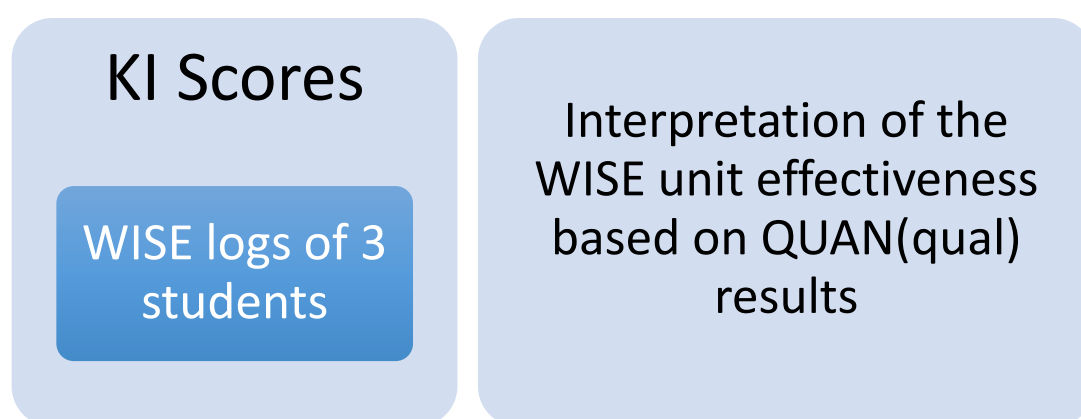 KI Scores
WISE logs of 3
students
Interpretation of the
WISE unit effectiveness
based on QUAN(qual)
results